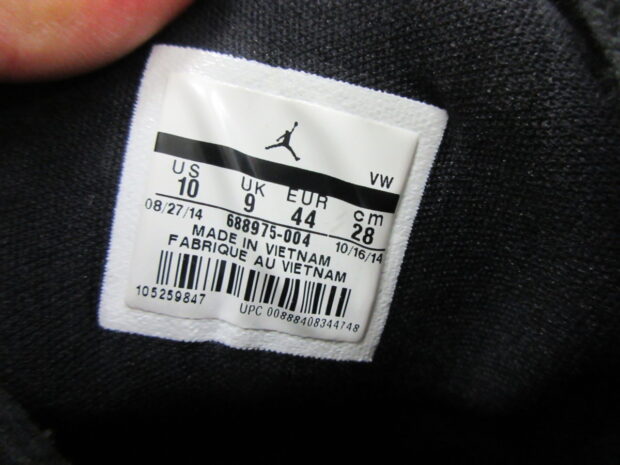 VW
US UK EUR cm
10 9 44 28
08/27/14 688975-004 10/16/14
MADE IN VIETNAM
FABRIQUE AU VIETNAM
105259847
UPC 00888408344748